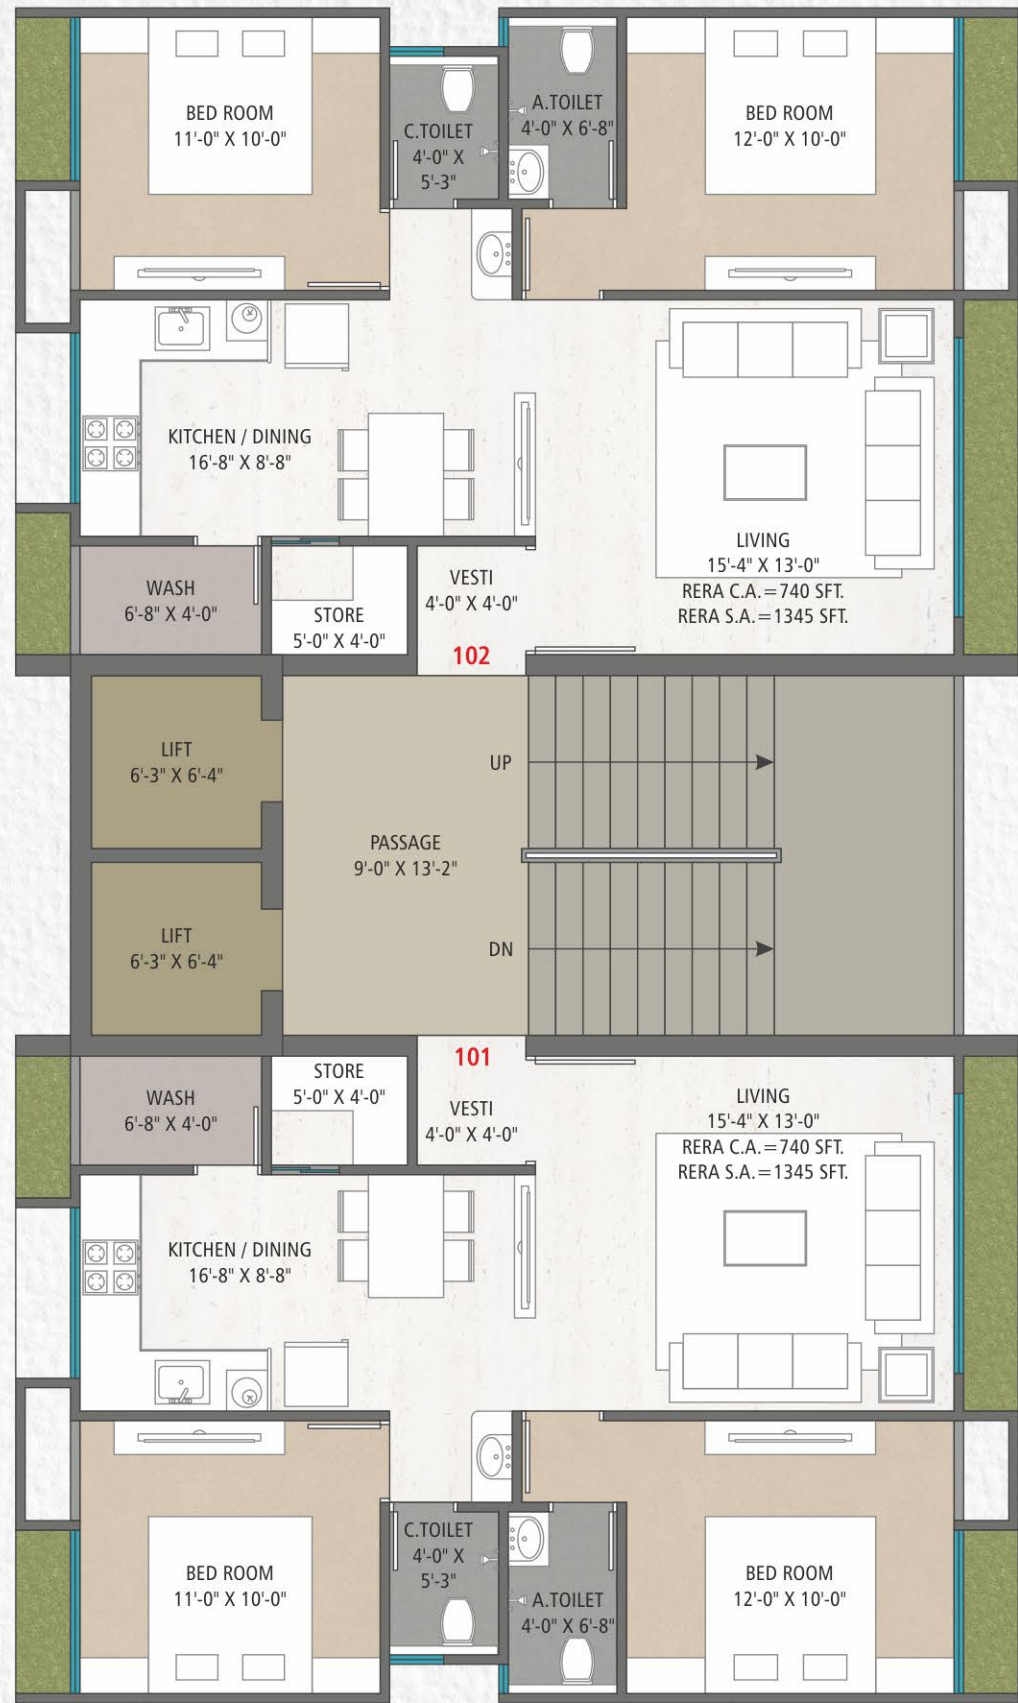 BED ROOM
11'-0" X 10'-0"
C.TOILET
4'-0" X
5'-3"
A.TOILET
4'-0" X 6'-8"
BED ROOM
12'-0" X 10'-0"
KITCHEN / DINING
16'-8" X 8'-8"
LIVING
15'-4" X 13'-0"
RERA C.A.=740 SFT.
RERA S.A.=1345 SFT.
WASH
6'-8" X 4'-0"
STORE
5'-0" X 4'-0"
VESTI
4'-0" X 4'-0"
102
LIFT
6'-3" X 6'-4"
UP
PASSAGE
9'-0" X 13'-2"
LIFT
6'-3" X 6'-4"
DN
101
WASH
6'-8" X 4'-0"
STORE
5'-0" X 4'-0"
VESTI
4'-0" X 4'-0"
LIVING
15'-4" X 13'-0"
RERA C.A.=740 SFT.
RERA S.A.=1345 SFT.
KITCHEN / DINING
16'-8" X 8'-8"
BED ROOM
11'-0" X 10'-0"
C.TOILET
4'-0" X
5'-3"
A.TOILET
4'-0" X 6'-8"
BED ROOM
12'-0" X 10'-0"